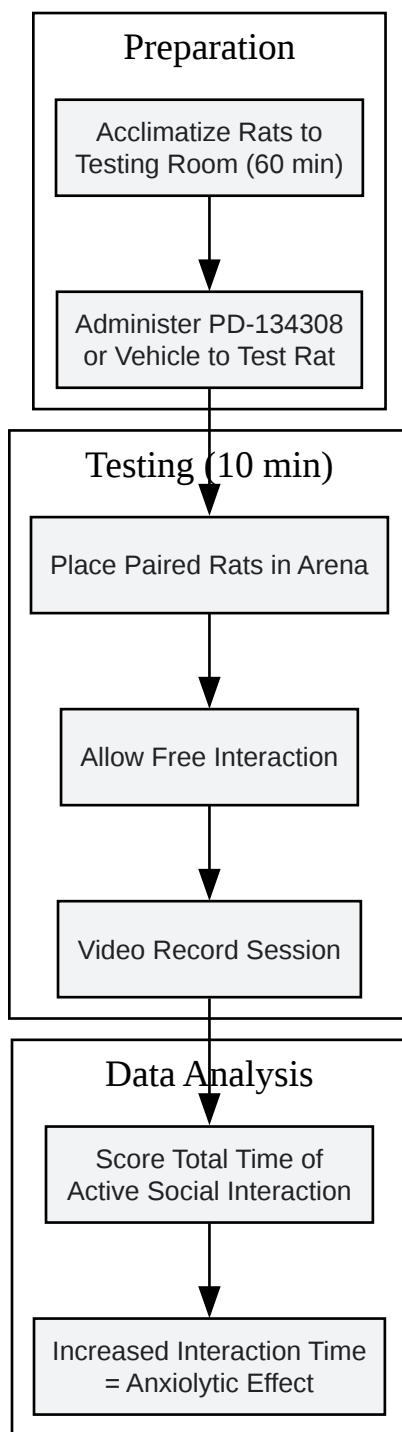 Preparation
Acclimatize Rats to
Testing Room (60 min)
Administer PD-134308
or Vehicle to Test Rat
Testing (10 min)
Place Paired Rats in Arena
Allow Free Interaction
Video Record Session
Data Analysis
Score Total Time of
Active Social Interaction
Increased Interaction Time
= Anxiolytic Effect